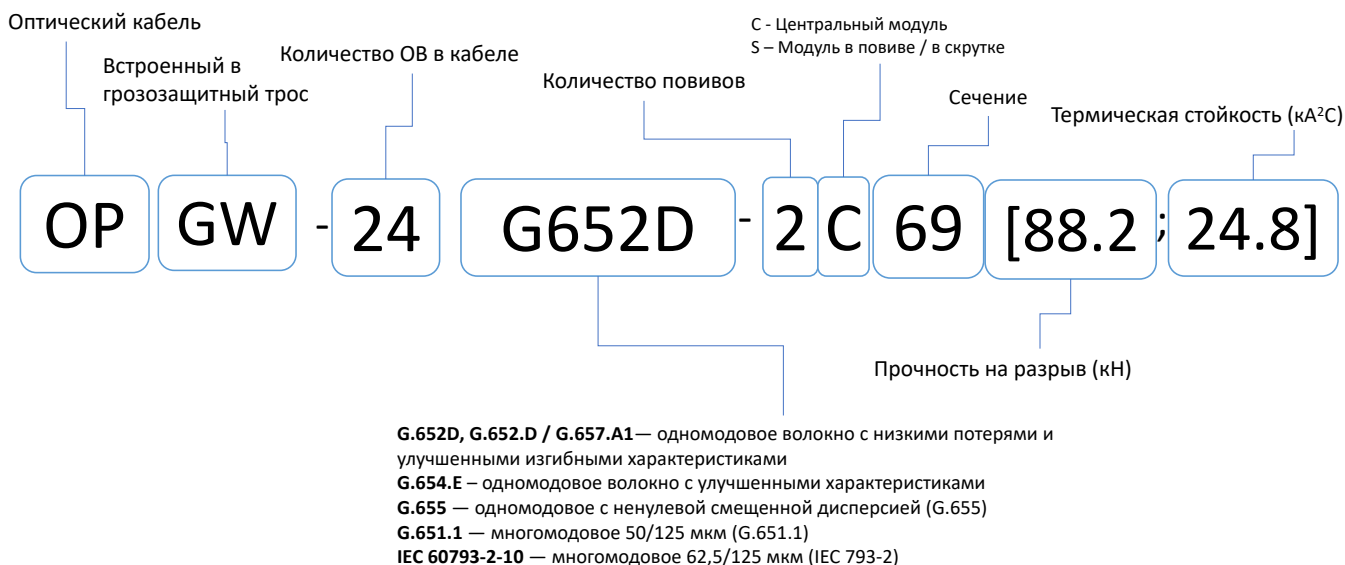 Оптический кабель
Встроенный в
грозозащитный трос
Количество ОВ в кабеле
Количество повивов
С - Центральный модуль
S – Модуль в повиве / в скрутке
Сечение
Термическая стойкость (кА²С)
OP GW - 24 G652D - 2 C 69 [88.2 ; 24.8]
Прочность на разрыв (кН)
G.652D, G.652.D / G.657.A1— одномодовое волокно с низкими потерями и
улучшенными изгибными характеристиками
G.654.E – одномодовое волокно с улучшенными характеристиками
G.655 — одномодовое с ненулевой смещенной дисперсией (G.655)
G.651.1 — многомодовое 50/125 мкм (G.651.1)
IEC 60793-2-10 — многомодовое 62,5/125 мкм (IEC 793-2)